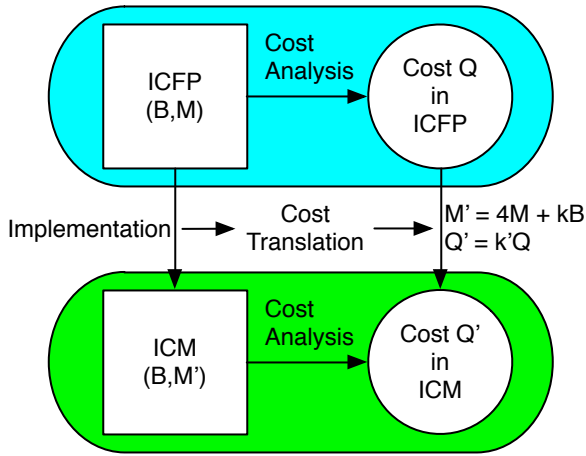 ICFP
(B,M)
Cost
Analysis
Cost Q
in
ICFP
Implementation
Cost
Translation
M’ = 4M + kB
Q’ = k’Q
ICM
(B,M’)
Cost
Analysis
Cost Q’
in
ICM